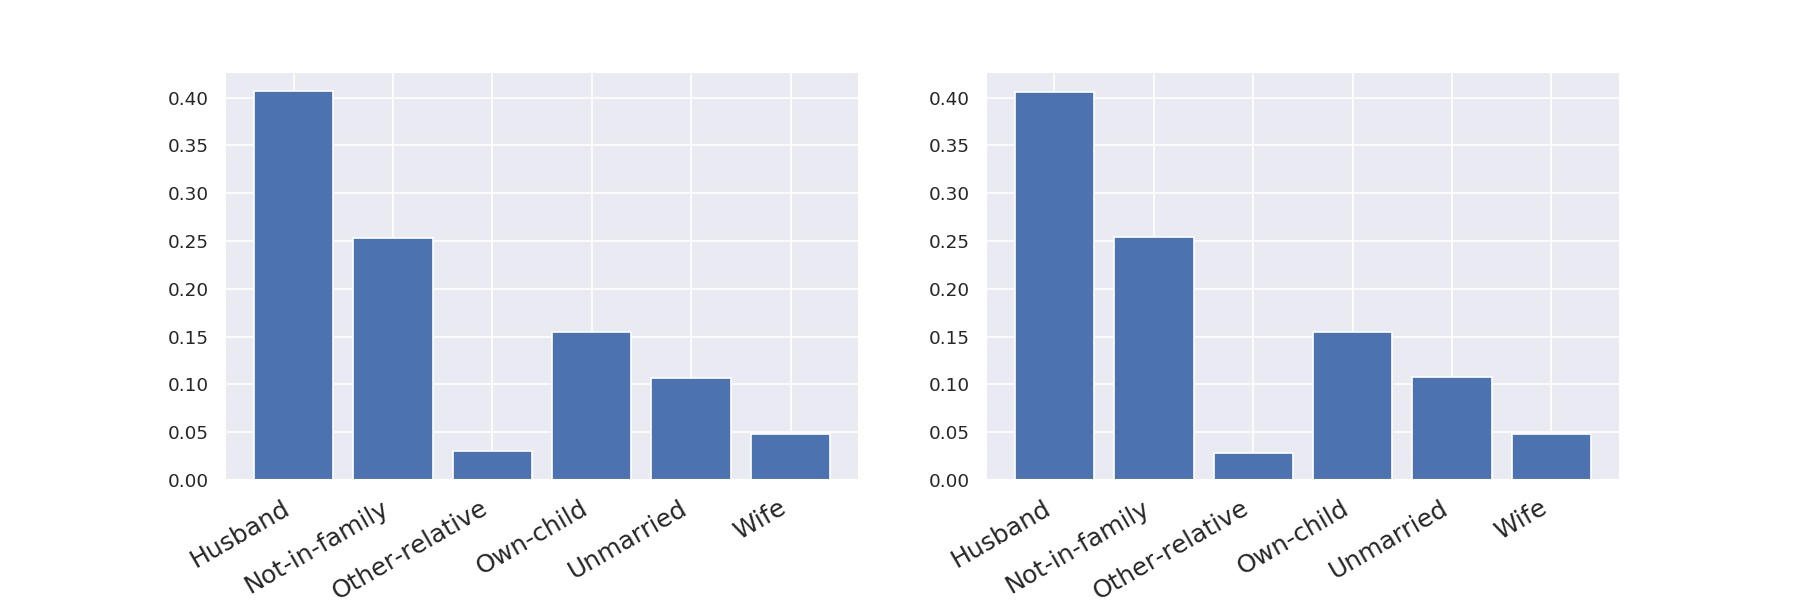 0.40
0.35
0.30
0.25
0.20
0.15
0.10
0.05
0.00
Husband
Not-in-family
Other-relative
Own-child
Unmarried
Wife
0.40
0.35
0.30
0.25
0.20
0.15
0.10
0.05
0.00
Husband
Not-in-family
Other-relative
Own-child
Unmarried
Wife